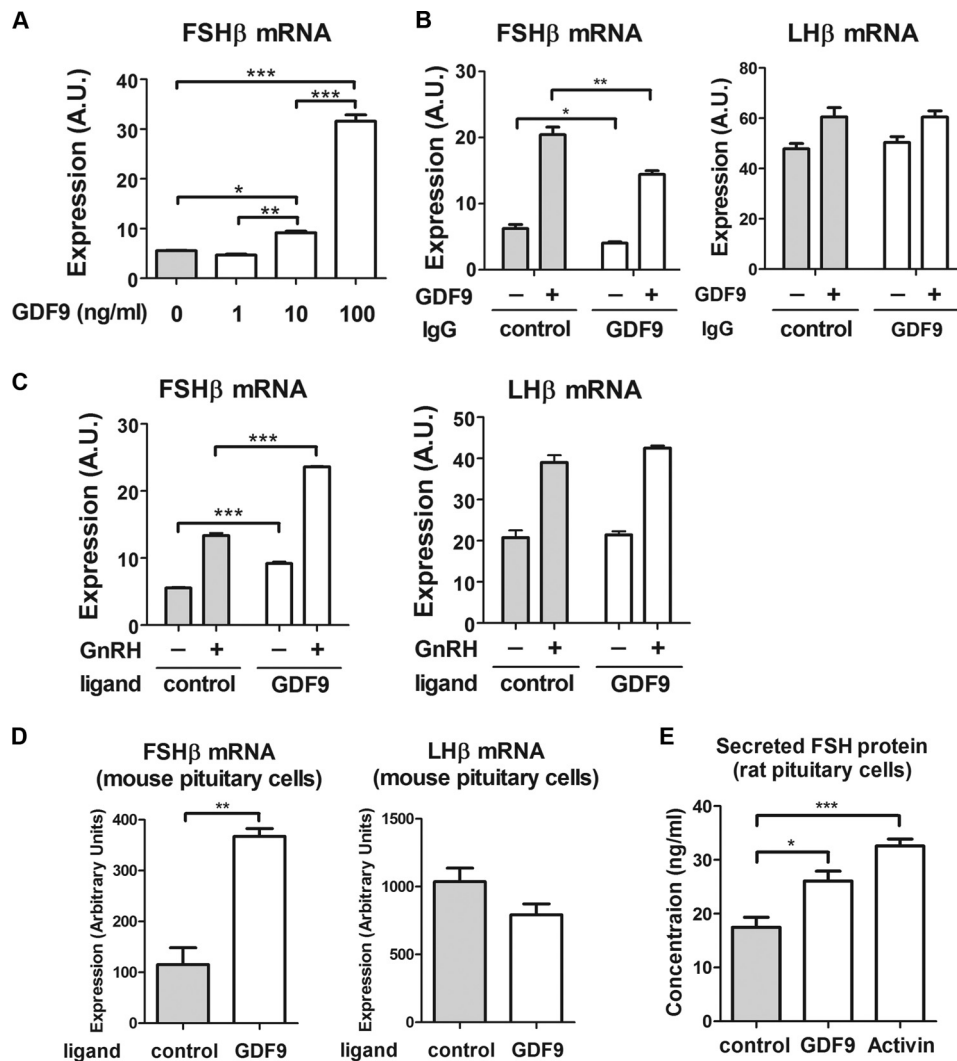 A
FSHβ mRNA
Expression (A.U.)
40
30
20
10
0
***
***
*
**
GDF9 (ng/ml) 0 1 10 100
B
FSHβ mRNA
Expression (A.U.)
20
10
0
**
*
GDF9 – + – +
IgG control GDF9
LHβ mRNA
Expression (A.U.)
80
60
40
20
0
GDF9 – + – +
IgG control GDF9
C
FSHβ mRNA
Expression (A.U.)
30
20
10
0
***
***
GnRH – + – +
ligand control GDF9
LHβ mRNA
Expression (A.U.)
50
40
30
20
10
0
GnRH – + – +
ligand control GDF9
D
FSHβ mRNA
(mouse pituitary cells)
Expression (Arbitrary Units)
400
300
200
100
0
**
ligand control GDF9
LHβ mRNA
(mouse pituitary cells)
Expression (Arbitrary Units)
1500
1000
500
0
ligand control GDF9
E
Secreted FSH protein
(rat pituitary cells)
Concentraion (ng/ml)
40
30
20
10
0
***
*
control GDF9 Activin